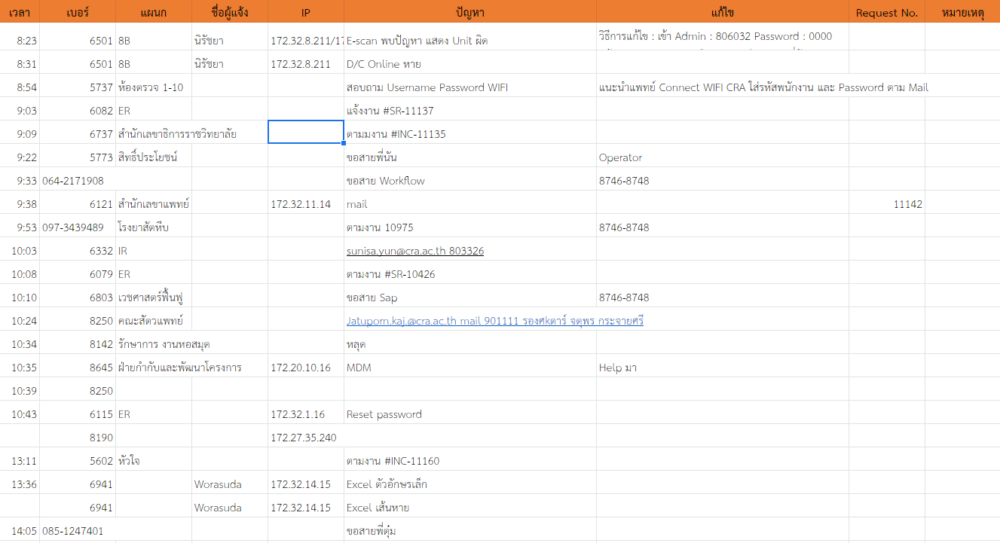 เวลา เบอร์ แผนก ชื่อผู้แจ้ง IP ปัญหา แก้ไข Request No. หมายเหตุ
8:23 6501 8B นิรัชยา 172.32.8.211/17 E-scan พบปัญหา แสดง Unit ผิด วิธีการแก้ไข : เข้า Admin : 806032 Password : 0000
8:31 6501 8B นิรัชยา 172.32.8.211 D/C Online หาย
8:54 5737 ห้องตรวจ 1-10 สอบถาม Username Password WIFI แนะนำแพทย์ Connect WIFI CRA ใส่รหัสพนักงาน และ Password ตาม Mail
9:03 6082 ER แจ้งงาน #SR-11137
9:09 6737 สำนักเลขาธิการราชวิทยาลัย ตามมงาน #INC-11135
9:22 5773 สิทธิ์ประโยชน์ ขอสายพี่นัน Operator
9:33 064-2171908 ขอสาย Workflow 8746-8748
9:38 6121 สำนักเลขาแพทย์ 172.32.11.14 mail 11142
9:53 097-3439489 โรงยาสัตหีบ ตามงาน 10975 8746-8748
10:03 6332 IR sunisa.yun@cra.ac.th 803326
10:08 6079 ER ตามงาน #SR-10426
10:10 6803 เวชศาสตร์ฟื้นฟู ขอสาย Sap 8746-8748
10:24 8250 คณะสัตวแพทย์ Jatuporn.kaj.@cra.ac.th mail 901111 รองศkตาร์ จตุพร กระจายศรี
10:34 8142 รักษาการ งานหอสมุด หลุด
10:35 8645 ฝ่ายกำกับและพัฒนาโครงการ 172.20.10.16 MDM Help มา
10:39 8250
10:43 6115 ER 172.32.1.16 Reset password
8190 172.27.35.240
13:11 5602 หัวใจ ตามงาน #INC-11160
13:36 6941 Worasuda 172.32.14.15 Excel ตัวอักษรเล็ก
6941 Worasuda 172.32.14.15 Excel เส้นหาย
14:05 085-1247401 ขอสายพี่ตุ๋ม